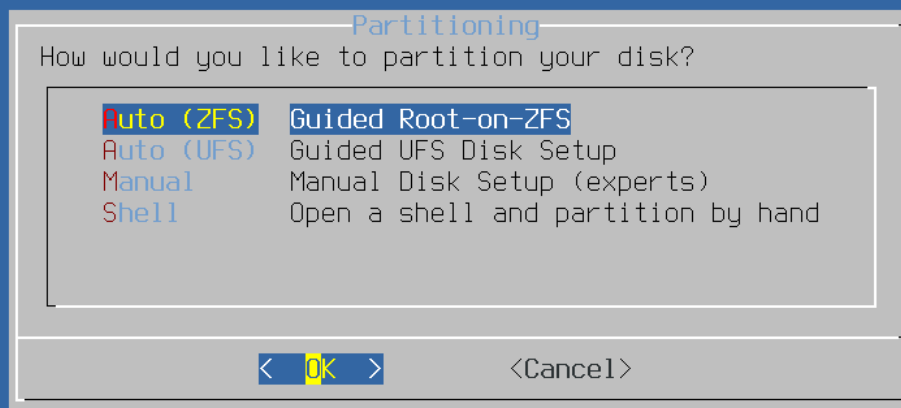 Partitioning
How would you like to partition your disk?
Auto (ZFS) Guided Root-on-ZFS
Auto (UFS) Guided UFS Disk Setup
Manual Manual Disk Setup (experts)
Shell Open a shell and partition by hand
< OK > <Cancel>